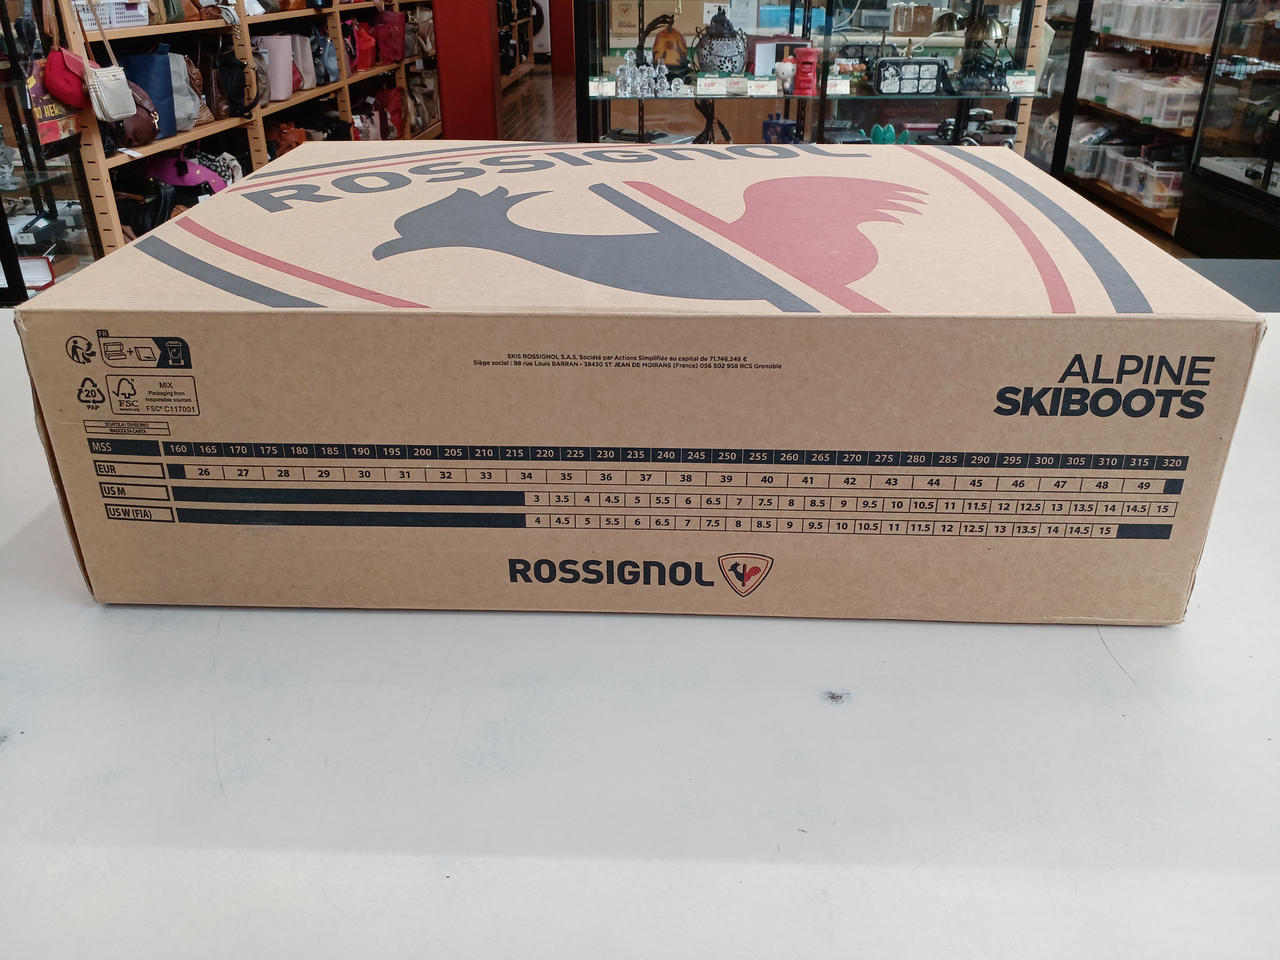 ROSSIGNOL
FR
20
PAP
FSC
MIX
Packaging from
responsible sources
FSC® C117001
SKIS ROSSIGNOL S.A.S. Société par Actions Simplifiée au capital de 71.746.248 €
Siège social : 98 rue Louis BARRAN - 38430 ST JEAN DE MOIRANS (France) 056 502 958 RCS Grenoble
ALPINE
SKIBOOTS
SCATOLA / DIVISORIO
RACCOLTA CARTA
MSS 160 165 170 175 180 185 190 195 200 205 210 215 220 225 230 235 240 245 250 255 260 265 270 275 280 285 290 295 300 305 310 315 320
EUR 26 27 28 29 30 31 32 33 34 35 36 37 38 39 40 41 42 43 44 45 46 47 48 49
US M 3 3.5 4 4.5 5 5.5 6 6.5 7 7.5 8 8.5 9 9.5 10 10.5 11 11.5 12 12.5 13 13.5 14 14.5 15
US W (FIA) 4 4.5 5 5.5 6 6.5 7 7.5 8 8.5 9 9.5 10 10.5 11 11.5 12 12.5 13 13.5 14 14.5 15
ROSSIGNOL